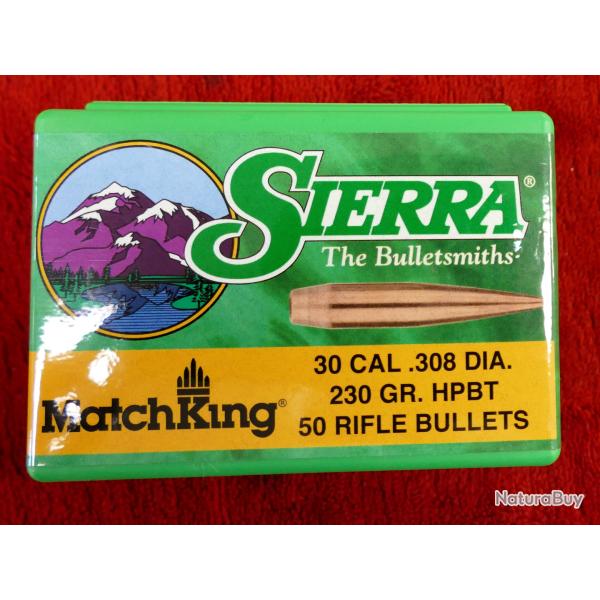 SIERRA®
The Bulletsmiths®
30 CAL .308 DIA.
230 GR. HPBT
50 RIFLE BULLETS
MatchKing®
NaturaBuy